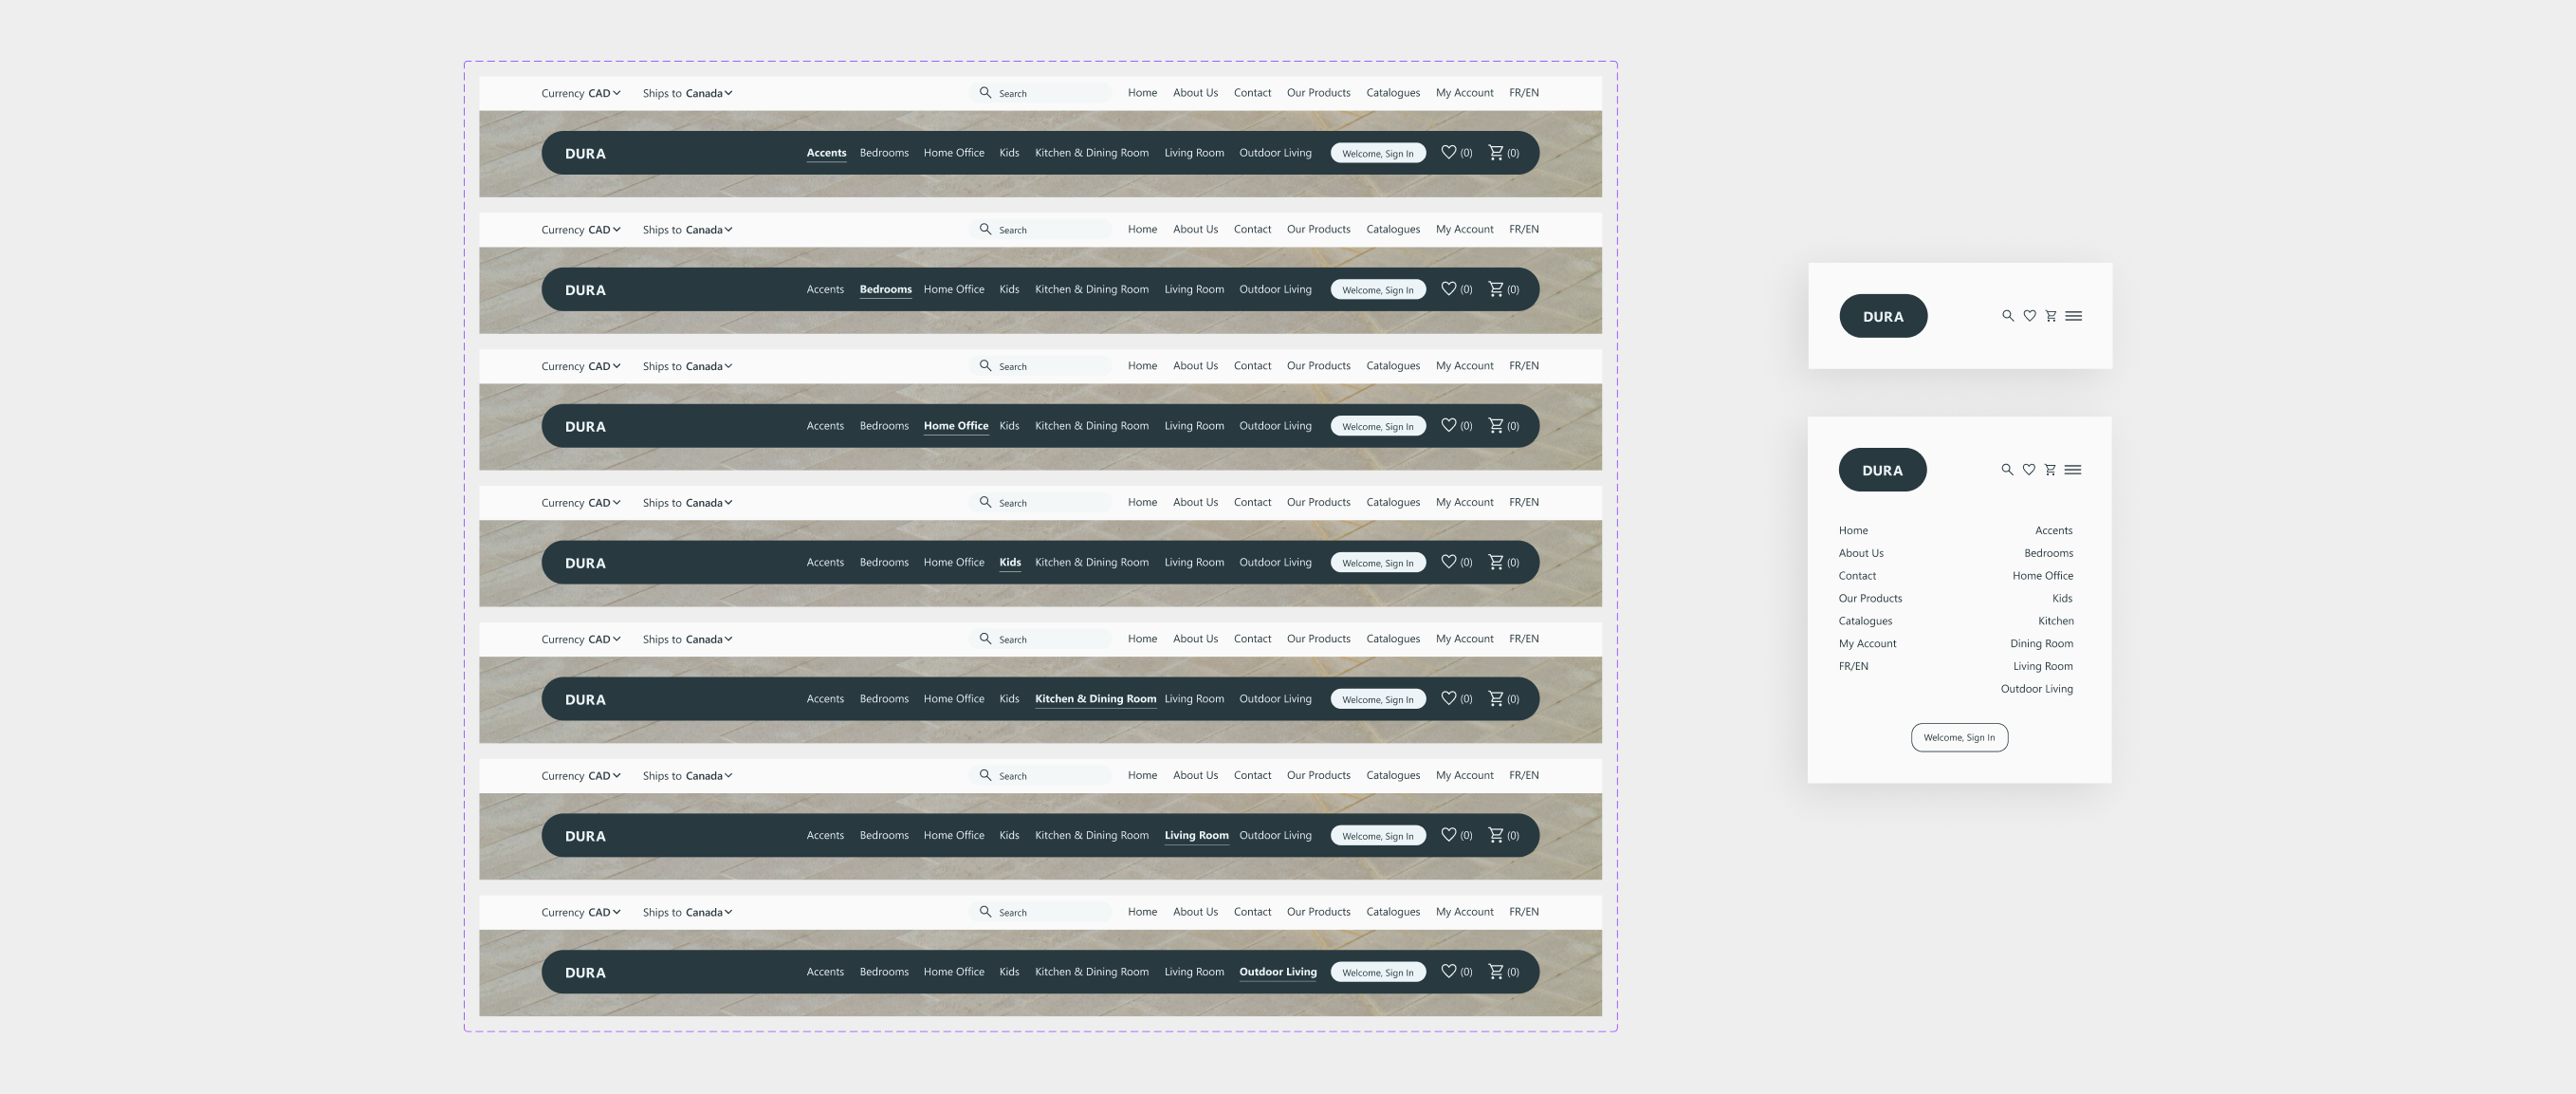 Currency CAD Ships to Canada Search Home About Us Contact Our Products Catalogues My Account FR/EN
DURA Accents Bedrooms Home Office Kids Kitchen & Dining Room Living Room Outdoor Living Welcome, Sign In (0) (0)
Currency CAD Ships to Canada Search Home About Us Contact Our Products Catalogues My Account FR/EN
DURA Accents Bedrooms Home Office Kids Kitchen & Dining Room Living Room Outdoor Living Welcome, Sign In (0) (0)
Currency CAD Ships to Canada Search Home About Us Contact Our Products Catalogues My Account FR/EN
DURA Accents Bedrooms Home Office Kids Kitchen & Dining Room Living Room Outdoor Living Welcome, Sign In (0) (0)
Currency CAD Ships to Canada Search Home About Us Contact Our Products Catalogues My Account FR/EN
DURA Accents Bedrooms Home Office Kids Kitchen & Dining Room Living Room Outdoor Living Welcome, Sign In (0) (0)
Currency CAD Ships to Canada Search Home About Us Contact Our Products Catalogues My Account FR/EN
DURA Accents Bedrooms Home Office Kids Kitchen & Dining Room Living Room Outdoor Living Welcome, Sign In (0) (0)
Currency CAD Ships to Canada Search Home About Us Contact Our Products Catalogues My Account FR/EN
DURA Accents Bedrooms Home Office Kids Kitchen & Dining Room Living Room Outdoor Living Welcome, Sign In (0) (0)
Currency CAD Ships to Canada Search Home About Us Contact Our Products Catalogues My Account FR/EN
DURA Accents Bedrooms Home Office Kids Kitchen & Dining Room Living Room Outdoor Living Welcome, Sign In (0) (0)
DURA
DURA
Home
About Us
Contact
Our Products
Catalogues
My Account
FR/EN
Accents
Bedrooms
Home Office
Kids
Kitchen
Dining Room
Living Room
Outdoor Living
Welcome, Sign In